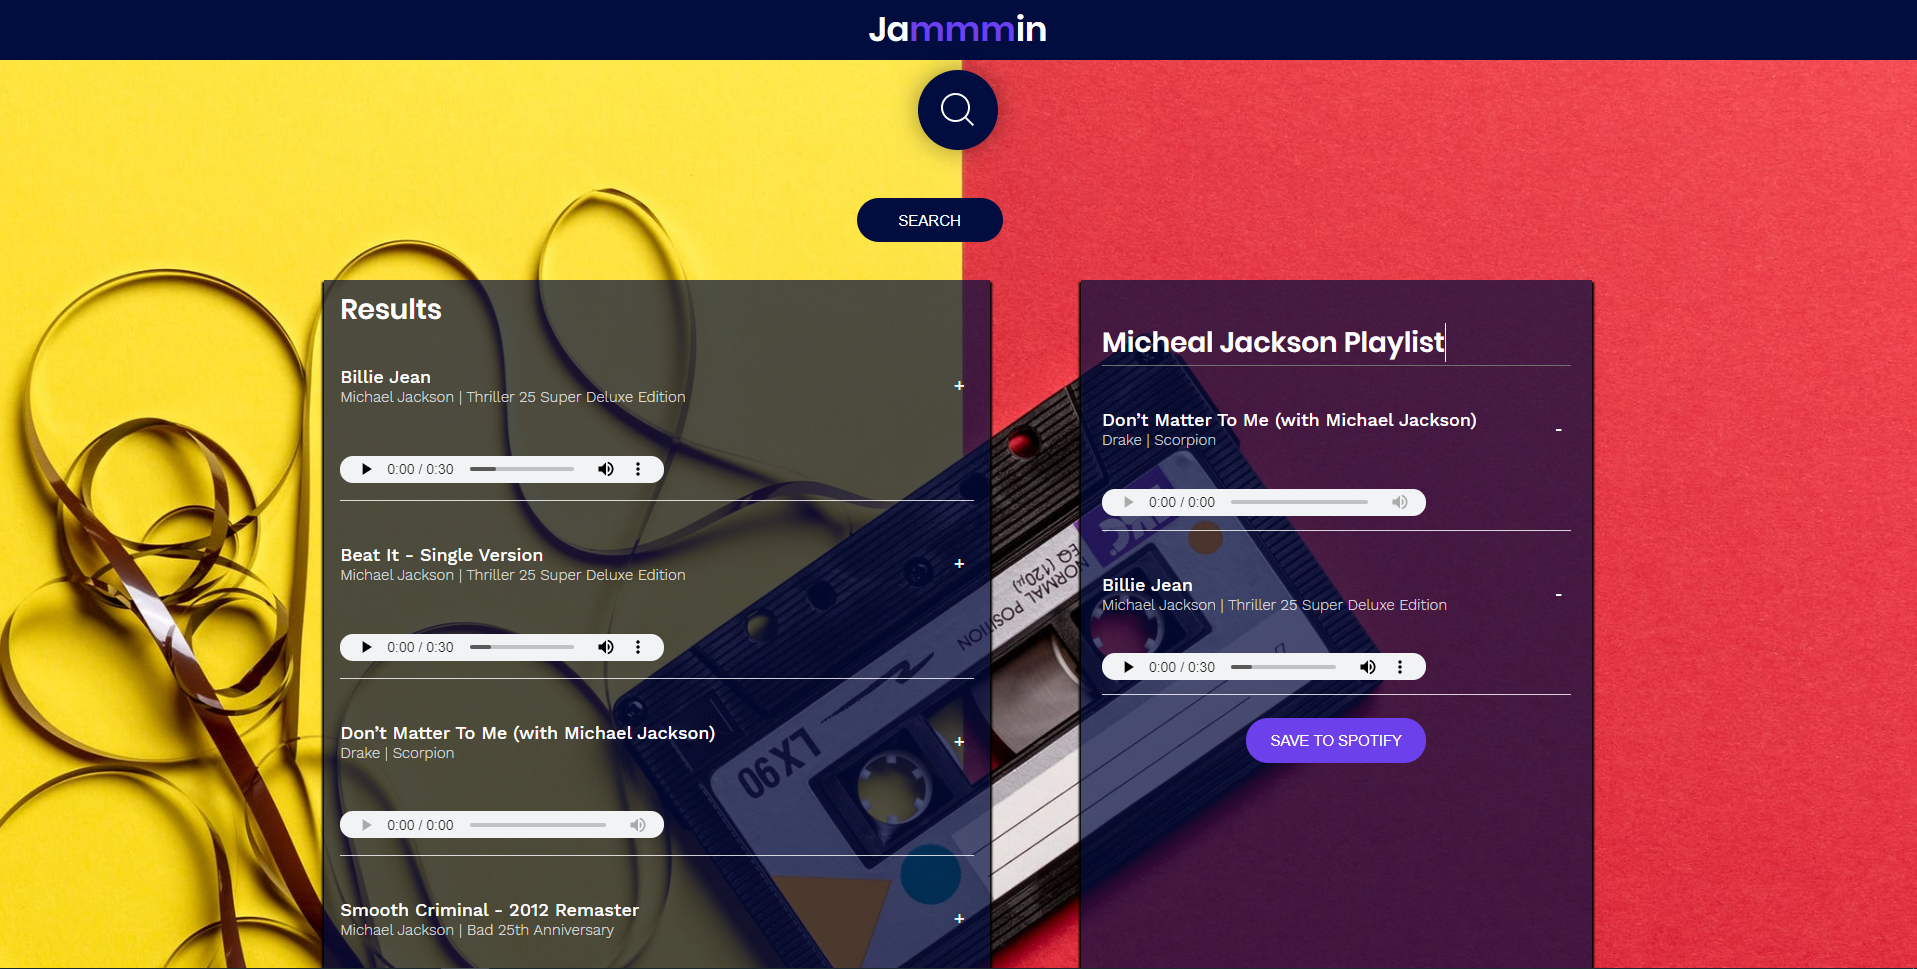 Jammmin
SEARCH
Results
Billie Jean
Michael Jackson | Thriller 25 Super Deluxe Edition
+
0:00 / 0:30
Beat It - Single Version
Michael Jackson | Thriller 25 Super Deluxe Edition
+
0:00 / 0:30
Don’t Matter To Me (with Michael Jackson)
Drake | Scorpion
+
0:00 / 0:00
Smooth Criminal - 2012 Remaster
Michael Jackson | Bad 25th Anniversary
+
Micheal Jackson Playlist
Don’t Matter To Me (with Michael Jackson)
Drake | Scorpion
-
0:00 / 0:00
Billie Jean
Michael Jackson | Thriller 25 Super Deluxe Edition
-
0:00 / 0:30
SAVE TO SPOTIFY
NORMAL POSITION
EQ (120μ)
LX 90